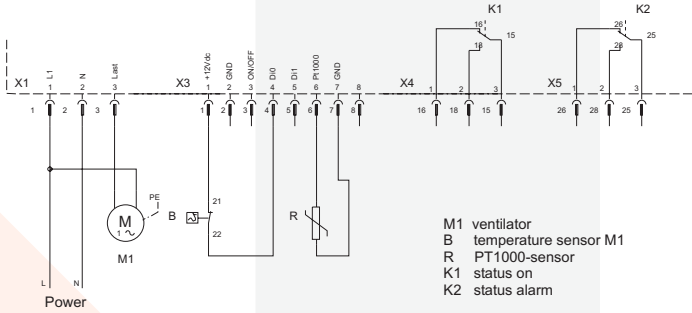 K1
K2
16
15
18
26
25
28
L1
N
Last
+12Vdc
GND
ON/OFF
Di0
Di1
Pt1000
GND
X1
1
2
3
X3
1
2
3
4
5
6
7
8
X4
1
2
3
X5
1
2
3
1
2
3
1
2
3
4
5
6
7
8
16
18
15
26
28
25
PE
M
1
M1
B
21
22
R
M1 ventilator
B temperature sensor M1
R PT1000-sensor
K1 status on
K2 status alarm
L
N
Power